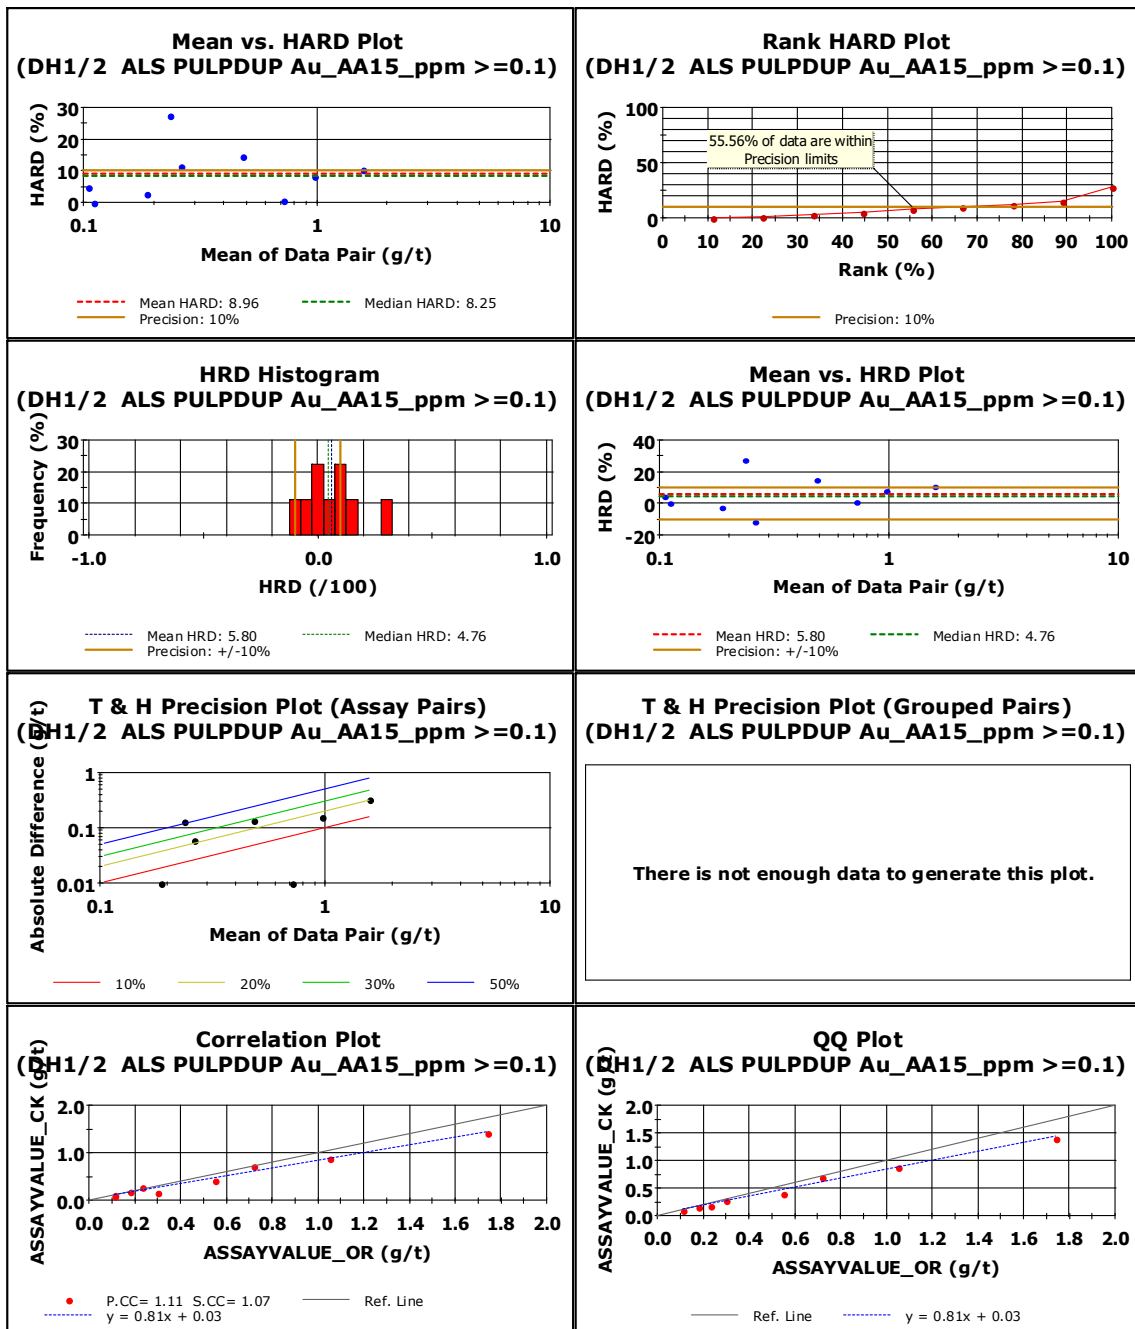 Mean vs. HARD Plot
(DH1/2 ALS PULPDUP Au_AA15_ppm >=0.1)
HARD (%)
30
20
10
0
0.1
1
10
Mean of Data Pair (g/t)
Mean HARD: 8.96
Median HARD: 8.25
Precision: 10%
Rank HARD Plot
(DH1/2 ALS PULPDUP Au_AA15_ppm >=0.1)
HARD (%)
100
50
0
55.56% of data are within
Precision limits
0 10 20 30 40 50 60 70 80 90 100
Rank (%)
Precision: 10%
HRD Histogram
(DH1/2 ALS PULPDUP Au_AA15_ppm >=0.1)
Frequency (%)
30
20
10
0
-1.0 0.0 1.0
HRD (/100)
Mean HRD: 5.80
Median HRD: 4.76
Precision: +/-10%
Mean vs. HRD Plot
(DH1/2 ALS PULPDUP Au_AA15_ppm >=0.1)
HRD (%)
40
20
0
-20
0.1 1 10
Mean of Data Pair (g/t)
Mean HRD: 5.80
Median HRD: 4.76
Precision: +/-10%
T & H Precision Plot (Assay Pairs)
(DH1/2 ALS PULPDUP Au_AA15_ppm >=0.1)
Absolute Difference (g/t)
1
0.1
0.01
0.1 1 10
Mean of Data Pair (g/t)
10% 20% 30% 50%
T & H Precision Plot (Grouped Pairs)
(DH1/2 ALS PULPDUP Au_AA15_ppm >=0.1)
There is not enough data to generate this plot.
Correlation Plot
(DH1/2 ALS PULPDUP Au_AA15_ppm >=0.1)
ASSAYVALUE_CK (g/t)
2.0
1.0
0.0
0.0 0.2 0.4 0.6 0.8 1.0 1.2 1.4 1.6 1.8 2.0
ASSAYVALUE_OR (g/t)
P.CC= 1.11 S.CC= 1.07
Ref. Line
y = 0.81x + 0.03
QQ Plot
(DH1/2 ALS PULPDUP Au_AA15_ppm >=0.1)
ASSAYVALUE_CK (g/t)
2.0
1.5
1.0
0.5
0.0
0.0 0.2 0.4 0.6 0.8 1.0 1.2 1.4 1.6 1.8 2.0
ASSAYVALUE_OR (g/t)
Ref. Line
y = 0.81x + 0.03